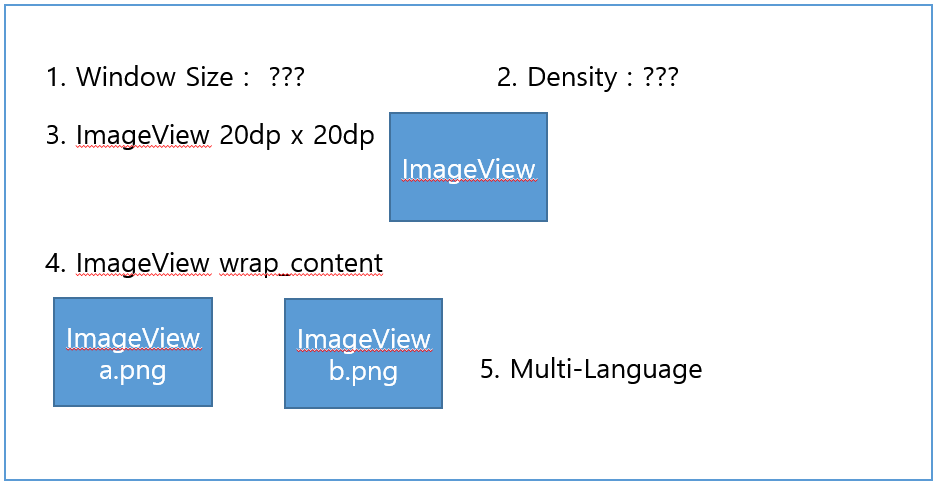 1. Window Size : ???
2. Density : ???
3. ImageView 20dp x 20dp
ImageView
4. ImageView wrap_content
ImageView
a.png
ImageView
b.png
5. Multi-Language